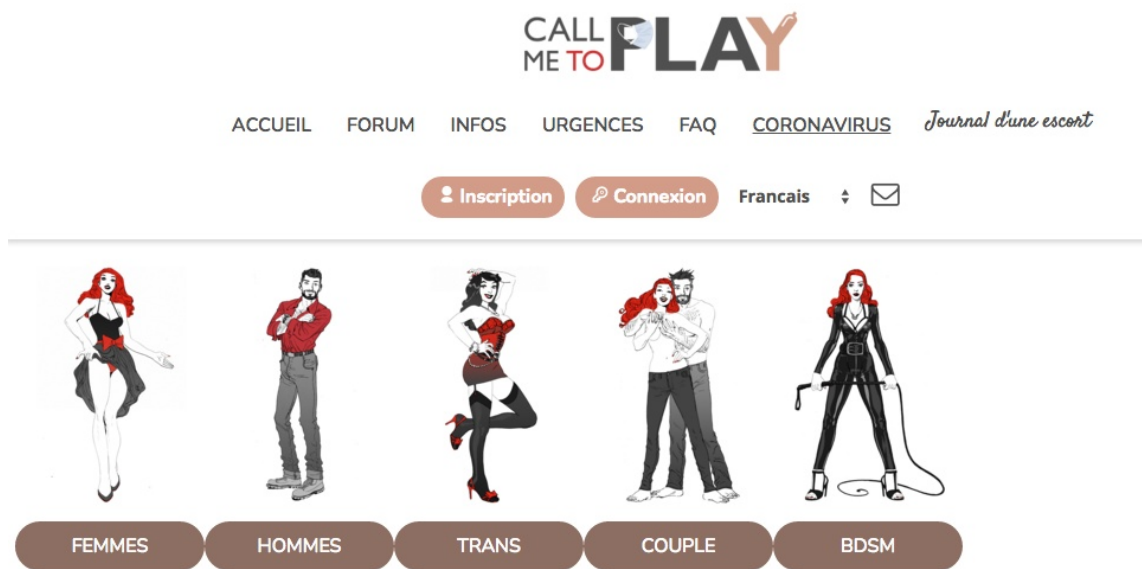 CALL
ME TO PLAY
ACCUEIL FORUM INFOS URGENCES FAQ CORONAVIRUS Journal d'une escort
Inscription Connexion Francais
FEMMES HOMMES TRANS COUPLE BDSM